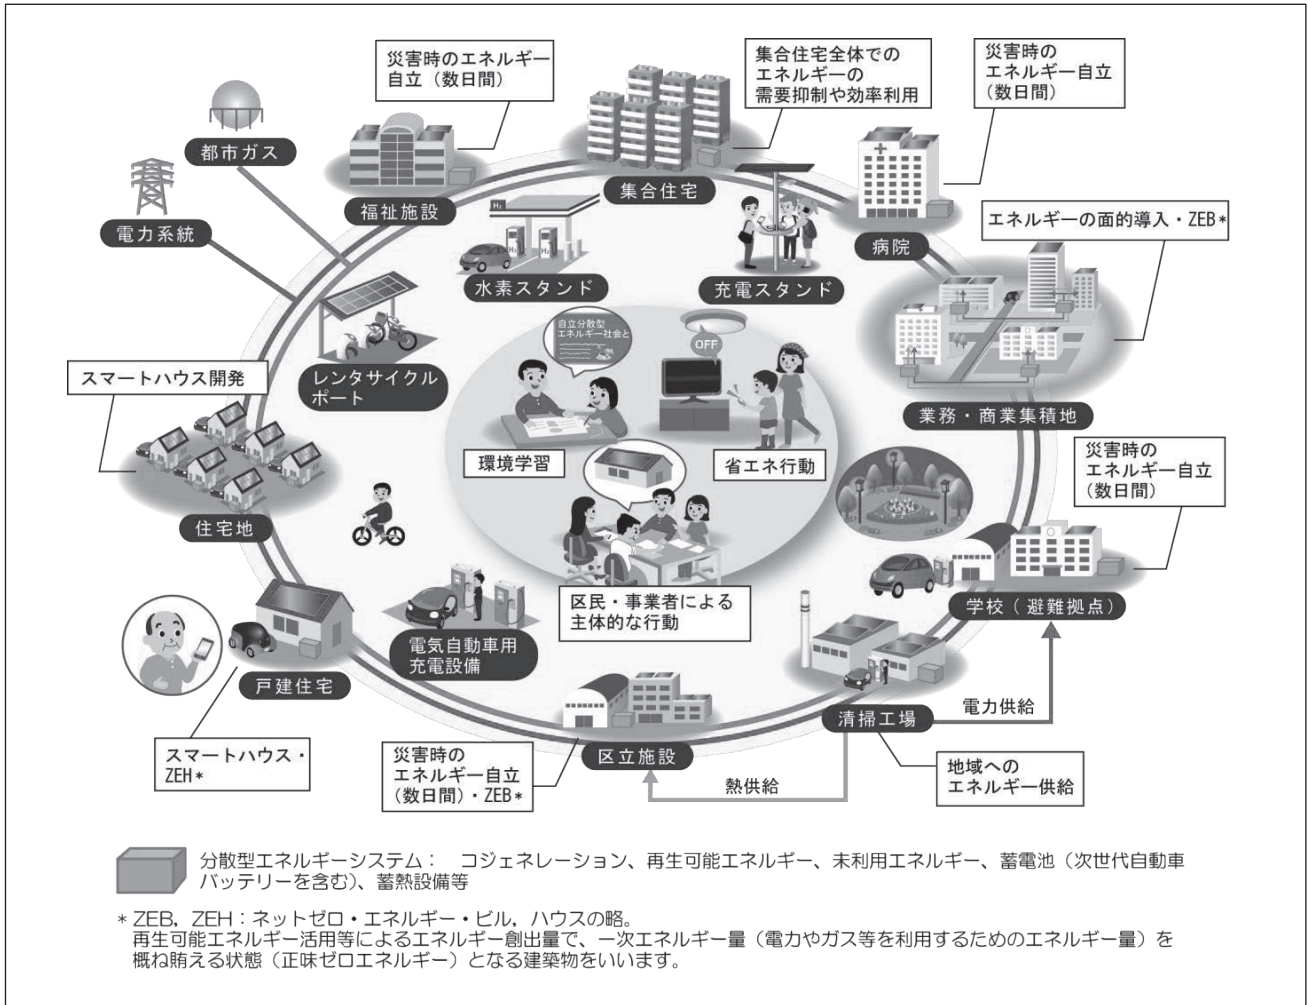 災害時のエネルギー
自立（数日間）
集合住宅全体での
エネルギーの
需要抑制や効率利用
災害時の
エネルギー自立
（数日間）
都市ガス
電力系統
福祉施設
集合住宅
病院
エネルギーの面的導入・ZEB*
H₂
H₂
H₂
水素スタンド
充電スタンド
自立分散型
エネルギー社会と
OFF
スマートハウス開発
レンタサイクル
ポート
業務・商業集積地
環境学習
省エネ行動
災害時の
エネルギー自立
（数日間）
住宅地
区民・事業者による
主体的な行動
学校（避難拠点）
電気自動車用
充電設備
戸建住宅
清掃工場
電力供給
スマートハウス・
ZEH*
災害時の
エネルギー自立
（数日間）・ZEB*
区立施設
熱供給
地域への
エネルギー供給
分散型エネルギーシステム：　コジェネレーション、再生可能エネルギー、未利用エネルギー、蓄電池（次世代自動車
バッテリーを含む）、蓄熱設備等
* ZEB，ZEH：ネットゼロ・エネルギー・ビル，ハウスの略。
再生可能エネルギー活用等によるエネルギー創出量で、一次エネルギー量（電力やガス等を利用するためのエネルギー量）を
概ね賄える状態（正味ゼロエネルギー）となる建築物をいいます。